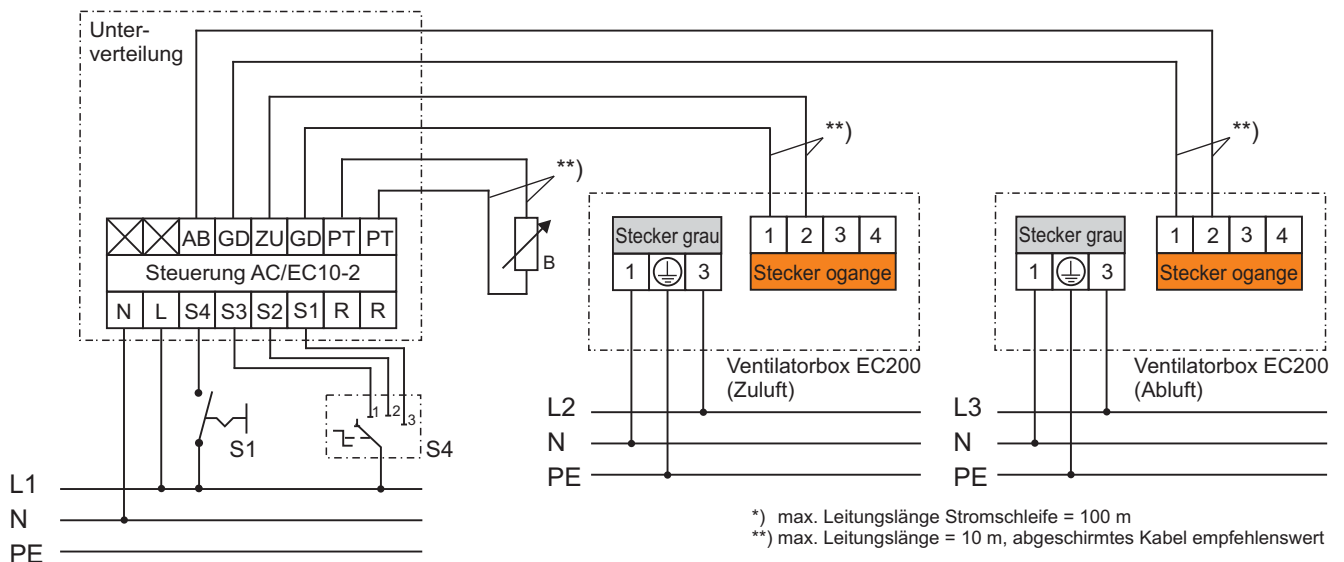 Unter-
verteilung
**)
**)
**)
AB GD ZU GD PT PT
Steuerung AC/EC10-2
N L S4 S3 S2 S1 R R
B
Stecker grau
1 3
1 2 3 4
Stecker ogange
Stecker grau
1 3
1 2 3 4
Stecker ogange
Ventilatorbox EC200
(Zuluft)
Ventilatorbox EC200
(Abluft)
S1
1 2 3
S4
L1
N
PE
L2
N
PE
L3
N
PE
*) max. Leitungslänge Stromschleife = 100 m
**) max. Leitungslänge = 10 m, abgeschirmtes Kabel empfehlenswert